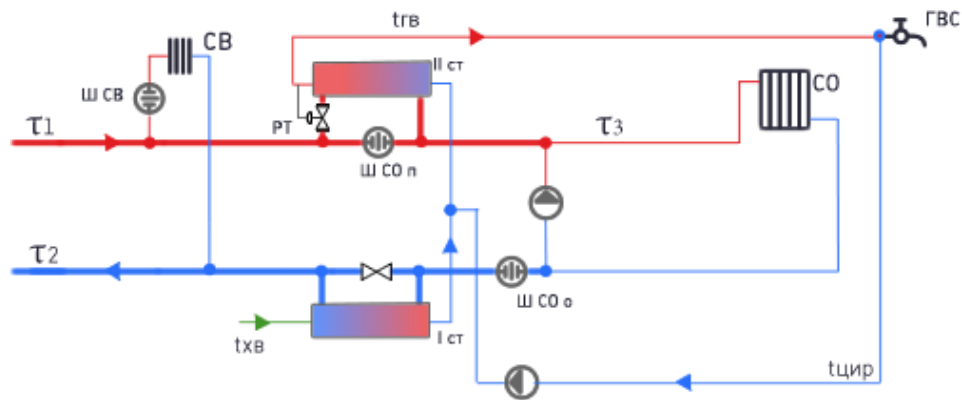 tгв
ГВС
СВ
II ст
Ш СВ
СО
τ1
РТ
τ3
Ш СО п
τ2
Ш СО о
I ст
tхв
tцир